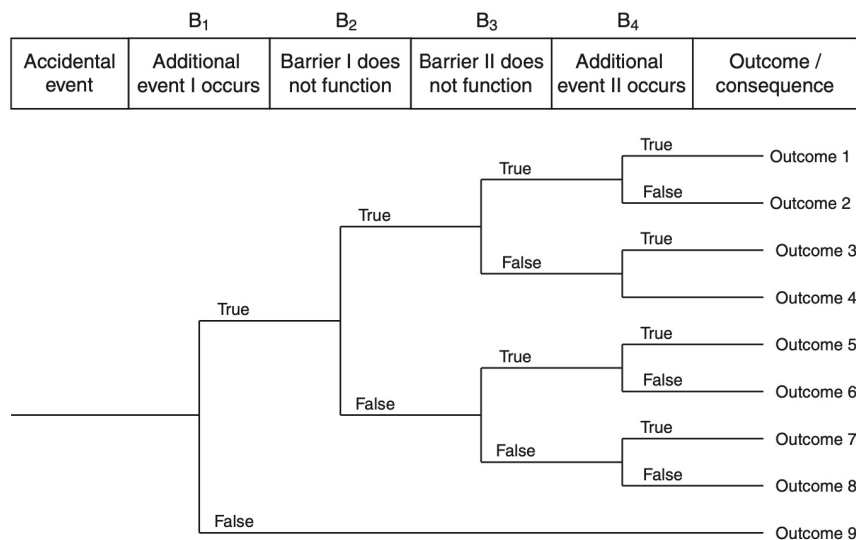 B1 B2 B3 B4
Accidental event
Additional event I occurs
Barrier I does not function
Barrier II does not function
Additional event II occurs
Outcome / consequence
True
Outcome 1
True
False
Outcome 2
True
True
Outcome 3
False
Outcome 4
True
True
Outcome 5
True
False
Outcome 6
False
True
Outcome 7
False
False
Outcome 8
False
Outcome 9